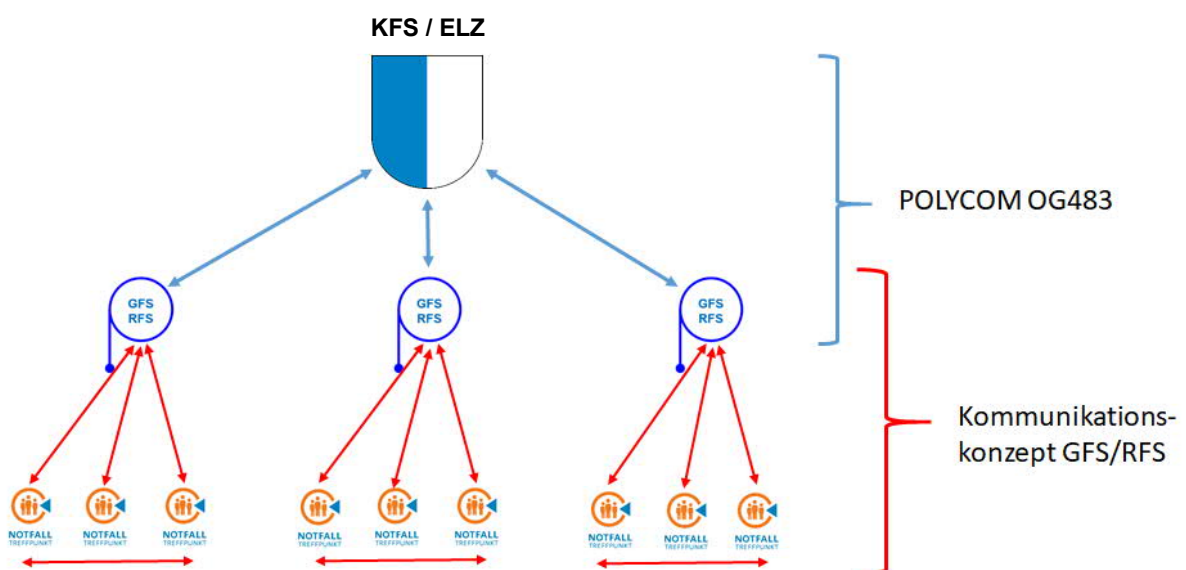 KFS / ELZ
POLYCOM OG483
GFS
RFS
GFS
RFS
GFS
RFS
Kommunikations-
konzept GFS/RFS
NOTFALL
TREFFPUNKT
NOTFALL
TREFFPUNKT
NOTFALL
TREFFPUNKT
NOTFALL
TREFFPUNKT
NOTFALL
TREFFPUNKT
NOTFALL
TREFFPUNKT
NOTFALL
TREFFPUNKT
NOTFALL
TREFFPUNKT
NOTFALL
TREFFPUNKT